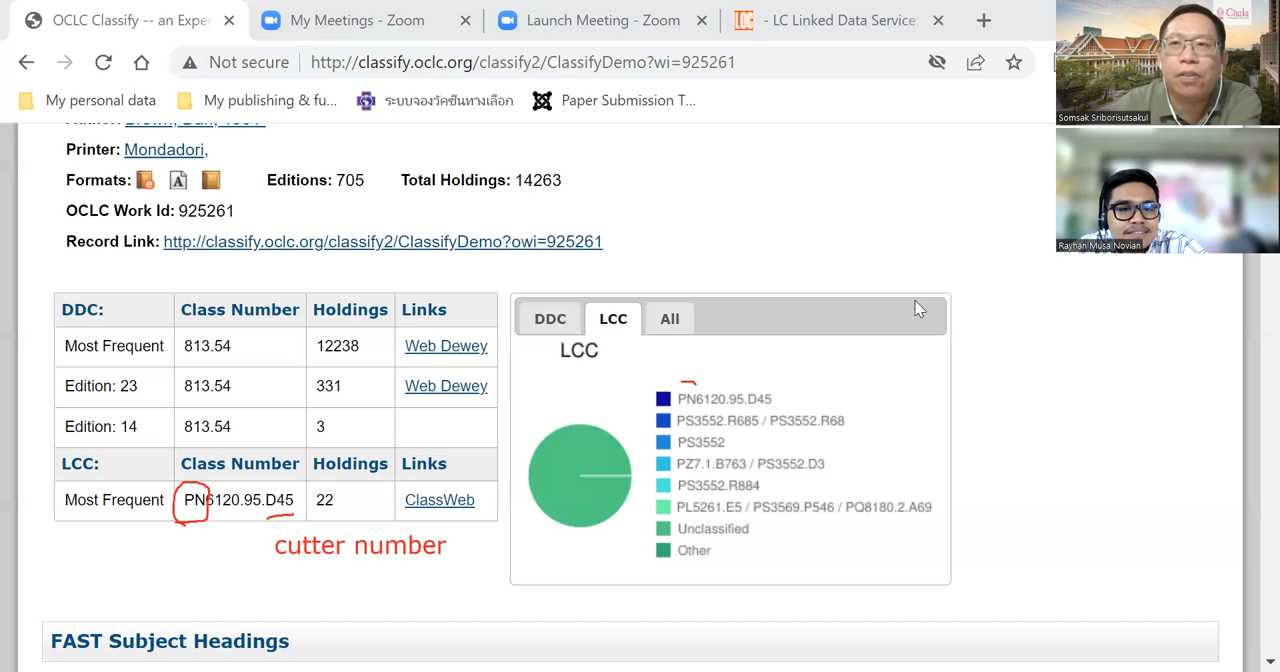 OCLC Classify -- an Exper
My Meetings - Zoom
Launch Meeting - Zoom
LOC - LC Linked Data Service:
Chula
Not secure
http://classify.oclc.org/classify2/ClassifyDemo?wi=925261
My personal data
My publishing & fu...
ระบบจองวัคซีนทางเลือก
Paper Submission T...
Somsak Sriborisutsakul
Printer: Mondadori,
Formats: Editions: 705 Total Holdings: 14263
OCLC Work Id: 925261
Record Link: http://classify.oclc.org/classify2/ClassifyDemo?owi=925261
Rayhan Musa Novian
DDC: Class Number Holdings Links
Most Frequent 813.54 12238 Web Dewey
Edition: 23 813.54 331 Web Dewey
Edition: 14 813.54 3
LCC: Class Number Holdings Links
Most Frequent PN6120.95.D45 22 ClassWeb
cutter number
DDC LCC All
LCC
PN6120.95.D45
PS3552.R685 / PS3552.R68
PS3552
PZ7.1.B763 / PS3552.D3
PS3552.R884
PL5261.E5 / PS3569.P546 / PQ8180.2.A69
Unclassified
Other
FAST Subject Headings